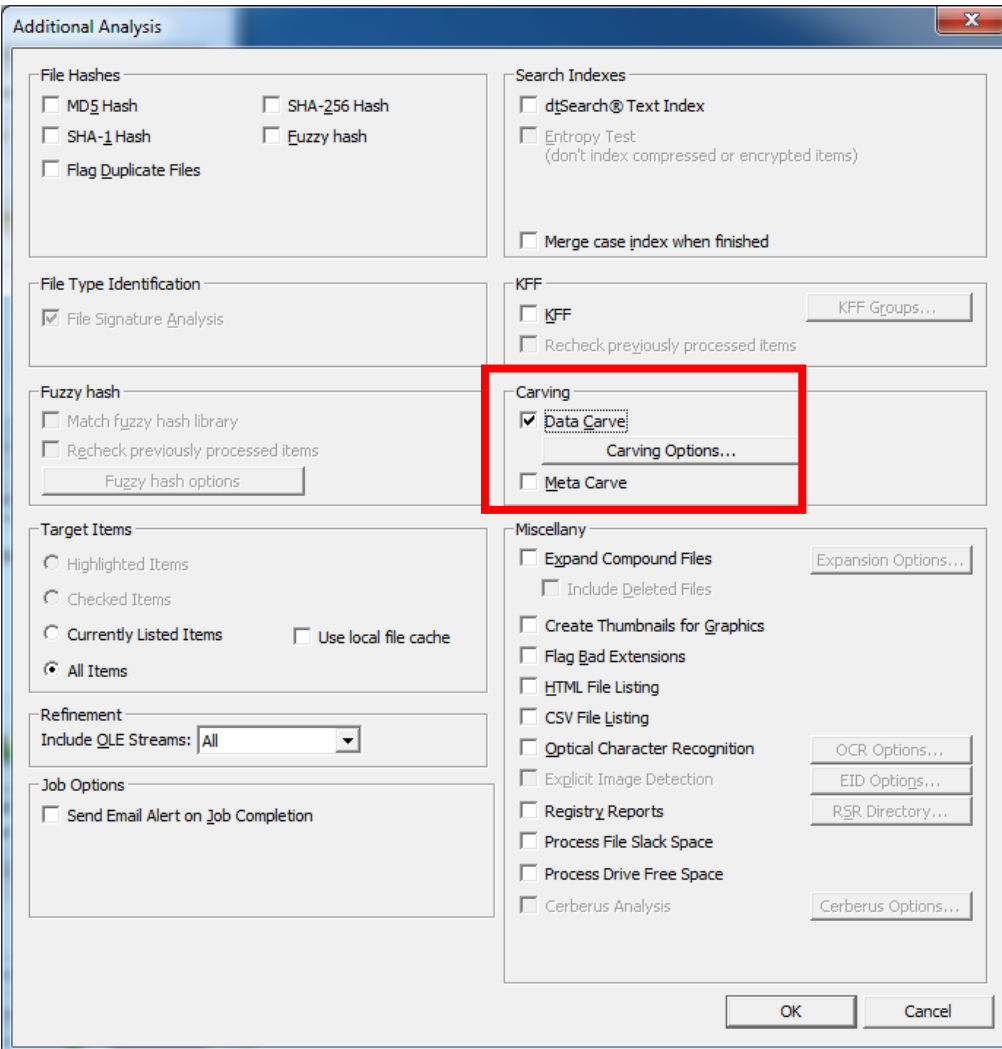 Additional Analysis
File Hashes
MD5 Hash
SHA-256 Hash
SHA-1 Hash
Fuzzy hash
Flag Duplicate Files
Search Indexes
dtSearch® Text Index
Entropy Test
(don't index compressed or encrypted items)
Merge case index when finished
File Type Identification
File Signature Analysis
KFF
KFF
KFF Groups...
Recheck previously processed items
Fuzzy hash
Match fuzzy hash library
Recheck previously processed items
Fuzzy hash options
Carving
Data Carve
Carving Options...
Meta Carve
Target Items
Highlighted Items
Checked Items
Currently Listed Items
Use local file cache
All Items
Refinement
Include OLE Streams: All
Job Options
Send Email Alert on Job Completion
Miscellany
Expand Compound Files
Expansion Options...
Include Deleted Files
Create Thumbnails for Graphics
Flag Bad Extensions
HTML File Listing
CSV File Listing
Optical Character Recognition
OCR Options...
Explicit Image Detection
EID Options...
Registry Reports
RSR Directory...
Process File Slack Space
Process Drive Free Space
Cerberus Analysis
Cerberus Options...
OK
Cancel